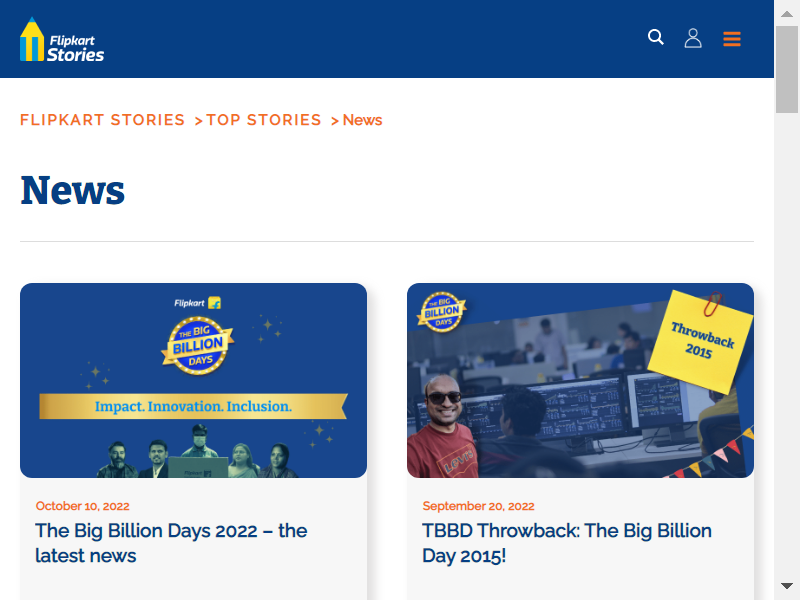 Flipkart
Stories
FLIPKART STORIES > TOP STORIES > News
News
Flipkart
THE BIG
BILLION
DAYS
Impact. Innovation. Inclusion.
Flipkart
October 10, 2022
The Big Billion Days 2022 – the
latest news
THE BIG
BILLION
DAYS
Throwback
2015
LEVI'S
September 20, 2022
TBBD Throwback: The Big Billion
Day 2015!